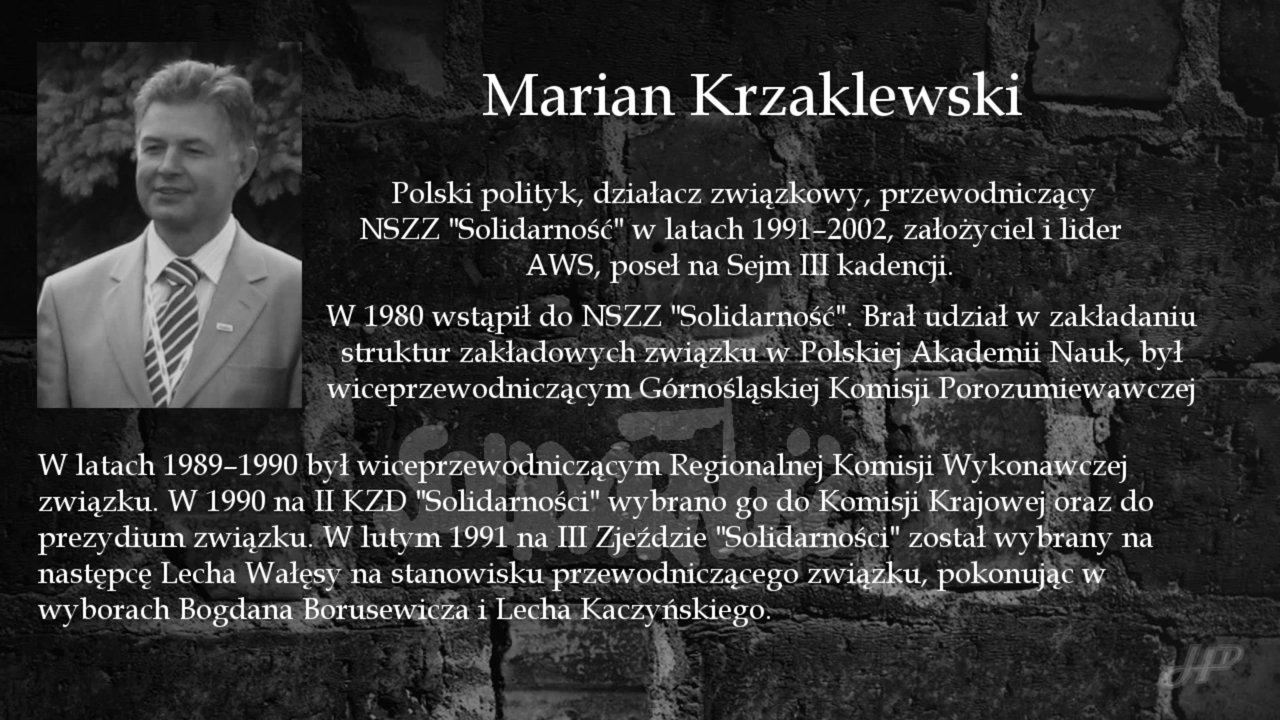 Marian Krzaklewski
Polski polityk, działacz związkowy, przewodniczący
NSZZ "Solidarność" w latach 1991–2002, założyciel i lider
AWS, poseł na Sejm III kadencji.
W 1980 wstąpił do NSZZ "Solidarność". Brał udział w zakładaniu
struktur zakładowych związku w Polskiej Akademii Nauk, był
wiceprzewodniczącym Górnośląskiej Komisji Porozumiewawczej
W latach 1989–1990 był wiceprzewodniczącym Regionalnej Komisji Wykonawczej
związku. W 1990 na II KZD "Solidarności" wybrano go do Komisji Krajowej oraz do
prezydium związku. W lutym 1991 na III Zjeździe "Solidarności" został wybrany na
następcę Lecha Wałęsy na stanowisku przewodniczącego związku, pokonując w
wyborach Bogdana Borusewicza i Lecha Kaczyńskiego.
HD